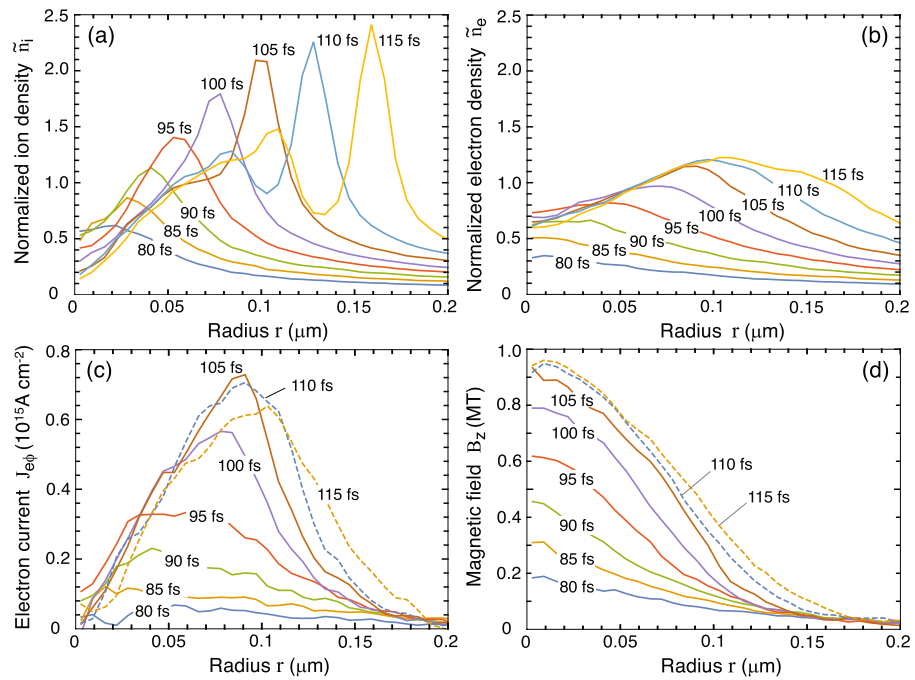 (a)
Normalized ion density ñi
2.5
2.0
1.5
1.0
0.5
0
0
0.05
0.1
0.15
0.2
Radius r (μm)
80 fs
85 fs
90 fs
95 fs
100 fs
105 fs
110 fs
115 fs
(b)
Normalized electron density ñe
2.5
2.0
1.5
1.0
0.5
0
0
0.05
0.1
0.15
0.2
Radius r (μm)
80 fs
85 fs
90 fs
95 fs
100 fs
105 fs
110 fs
115 fs
(c)
Electron current Jeϕ (10¹⁵A cm⁻²)
0.8
0.6
0.4
0.2
0
0
0.05
0.1
0.15
0.2
Radius r (μm)
80 fs
85 fs
90 fs
95 fs
100 fs
105 fs
110 fs
115 fs
(d)
Magnetic field Bz (MT)
1.0
0.8
0.6
0.4
0.2
0
0
0.05
0.1
0.15
0.2
Radius r (μm)
80 fs
85 fs
90 fs
95 fs
100 fs
105 fs
110 fs
115 fs